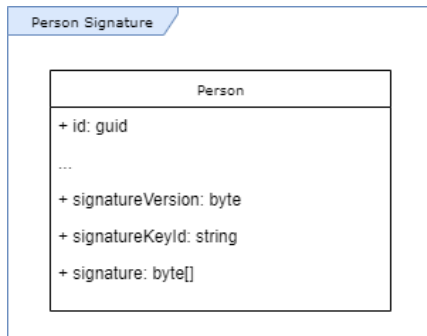 Person Signature
Person
+ id: guid
...
+ signatureVersion: byte
+ signatureKeyId: string
+ signature: byte[]